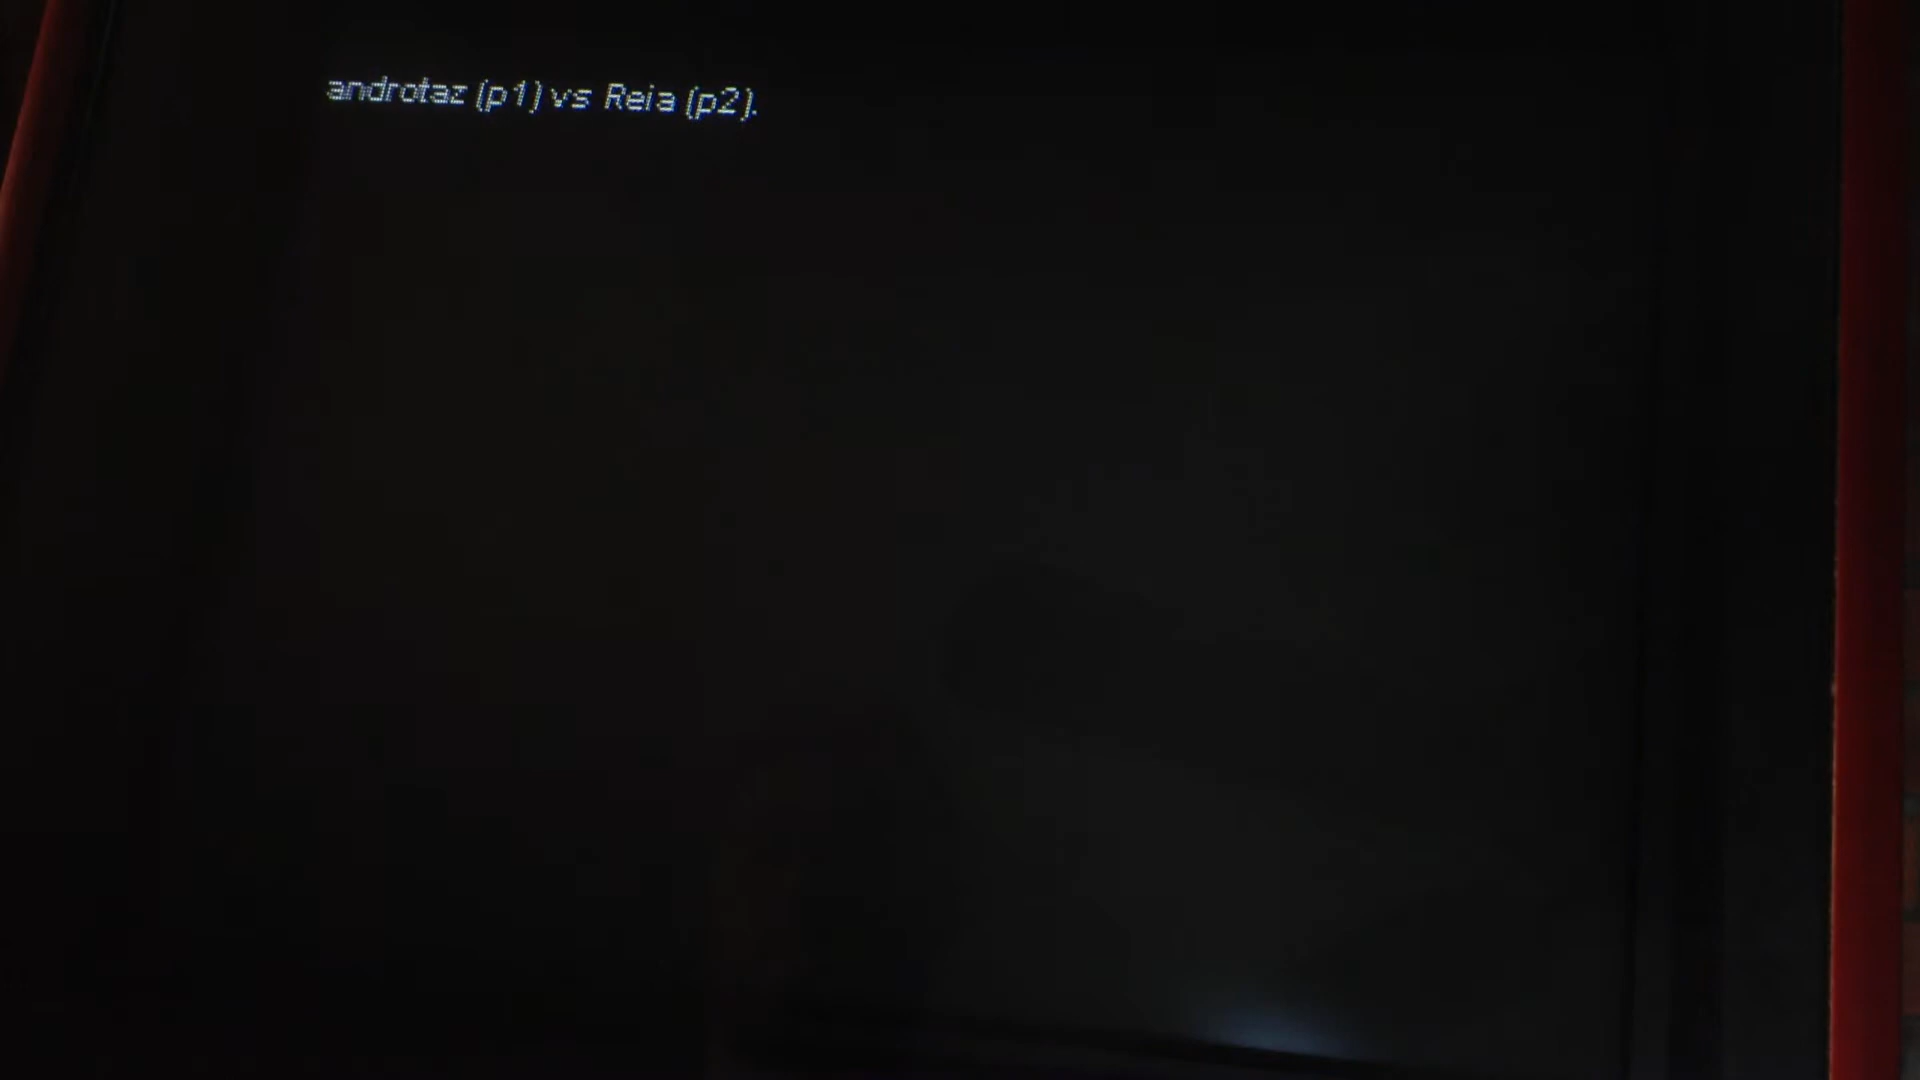 androtaz (p1) vs Reia (p2).